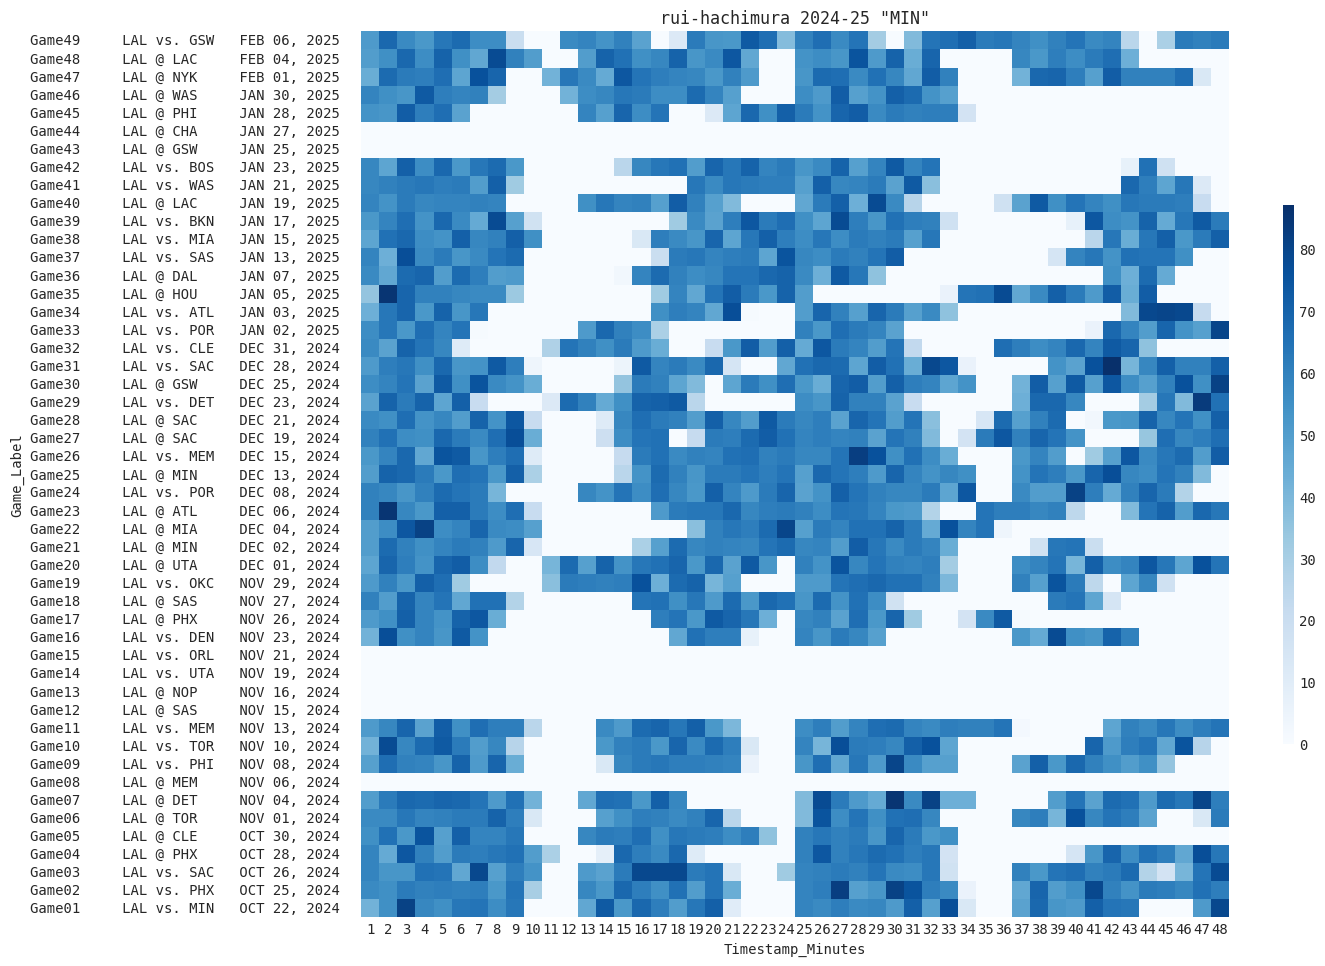 rui-hachimura 2024-25 "MIN"
Game49 LAL vs. GSW FEB 06, 2025
Game48 LAL @ LAC FEB 04, 2025
Game47 LAL @ NYK FEB 01, 2025
Game46 LAL @ WAS JAN 30, 2025
Game45 LAL @ PHI JAN 28, 2025
Game44 LAL @ CHA JAN 27, 2025
Game43 LAL @ GSW JAN 25, 2025
Game42 LAL vs. BOS JAN 23, 2025
Game41 LAL vs. WAS JAN 21, 2025
Game40 LAL @ LAC JAN 19, 2025
Game39 LAL vs. BKN JAN 17, 2025
Game38 LAL vs. MIA JAN 15, 2025
Game37 LAL vs. SAS JAN 13, 2025
Game36 LAL @ DAL JAN 07, 2025
Game35 LAL @ HOU JAN 05, 2025
Game34 LAL vs. ATL JAN 03, 2025
Game33 LAL vs. POR JAN 02, 2025
Game32 LAL vs. CLE DEC 31, 2024
Game31 LAL vs. SAC DEC 28, 2024
Game30 LAL @ GSW DEC 25, 2024
Game29 LAL vs. DET DEC 23, 2024
Game28 LAL @ SAC DEC 21, 2024
Game27 LAL @ SAC DEC 19, 2024
Game26 LAL vs. MEM DEC 15, 2024
Game25 LAL @ MIN DEC 13, 2024
Game24 LAL vs. POR DEC 08, 2024
Game23 LAL @ ATL DEC 06, 2024
Game22 LAL @ MIA DEC 04, 2024
Game21 LAL @ MIN DEC 02, 2024
Game20 LAL @ UTA DEC 01, 2024
Game19 LAL vs. OKC NOV 29, 2024
Game18 LAL @ SAS NOV 27, 2024
Game17 LAL @ PHX NOV 26, 2024
Game16 LAL vs. DEN NOV 23, 2024
Game15 LAL vs. ORL NOV 21, 2024
Game14 LAL vs. UTA NOV 19, 2024
Game13 LAL @ NOP NOV 16, 2024
Game12 LAL @ SAS NOV 15, 2024
Game11 LAL vs. MEM NOV 13, 2024
Game10 LAL vs. TOR NOV 10, 2024
Game09 LAL vs. PHI NOV 08, 2024
Game08 LAL @ MEM NOV 06, 2024
Game07 LAL @ DET NOV 04, 2024
Game06 LAL @ TOR NOV 01, 2024
Game05 LAL @ CLE OCT 30, 2024
Game04 LAL @ PHX OCT 28, 2024
Game03 LAL vs. SAC OCT 26, 2024
Game02 LAL vs. PHX OCT 25, 2024
Game01 LAL vs. MIN OCT 22, 2024
Game_Label
1 2 3 4 5 6 7 8 9 10 11 12 13 14 15 16 17 18 19 20 21 22 23 24 25 26 27 28 29 30 31 32 33 34 35 36 37 38 39 40 41 42 43 44 45 46 47 48
Timestamp_Minutes
80
70
60
50
40
30
20
10
0